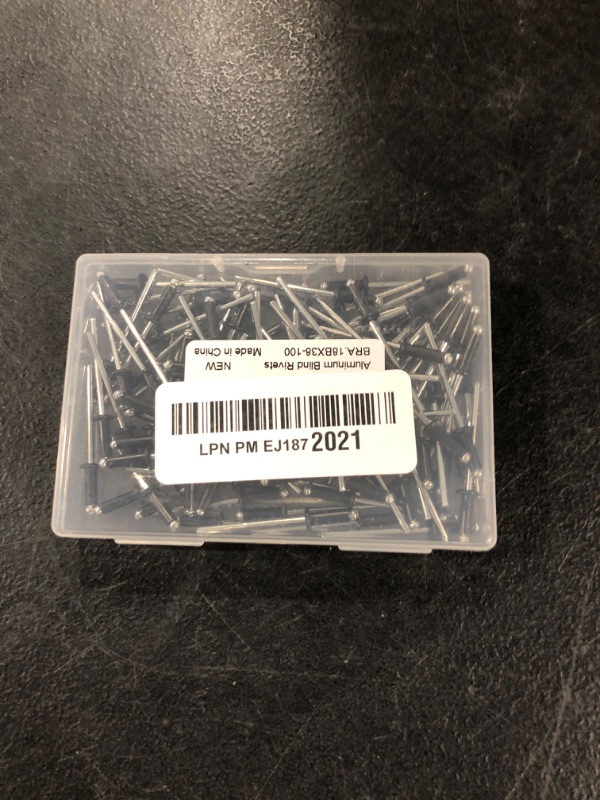 Aluminum Blind Rivets NEW
BRA.18BX38-100 Made in China
LPN PM EJ187 2021